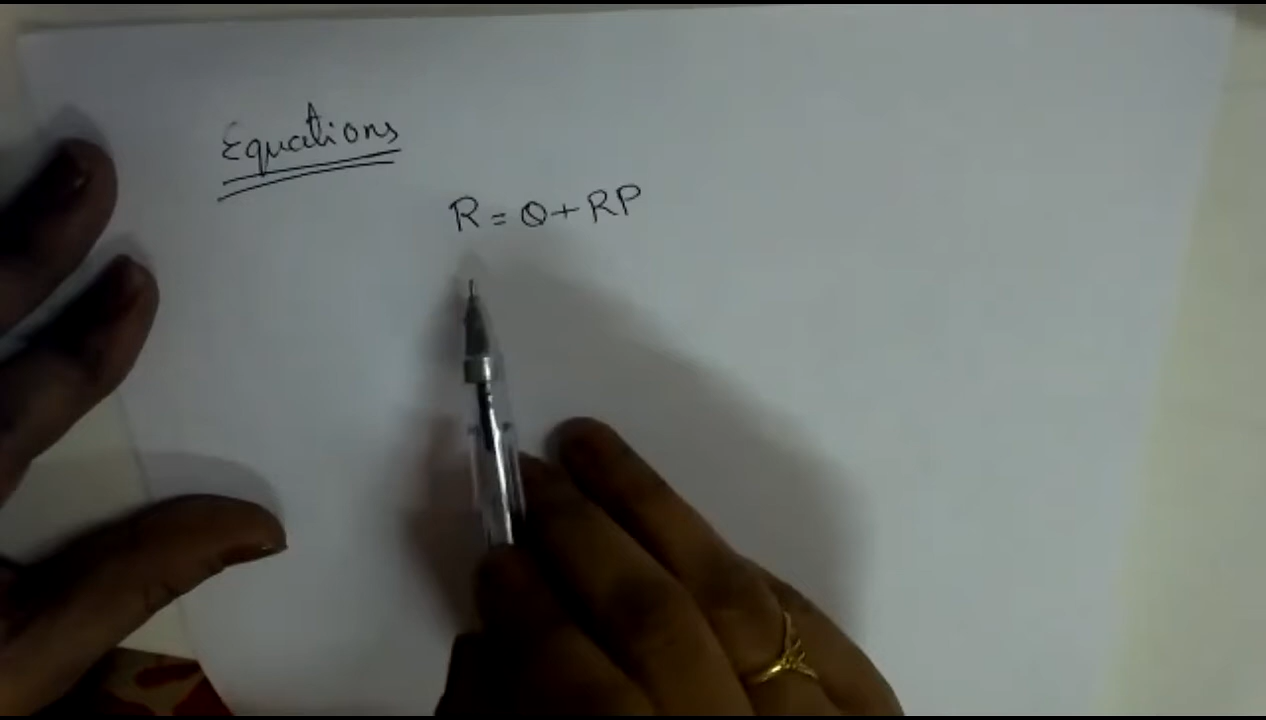 Equations
R = Q + RP